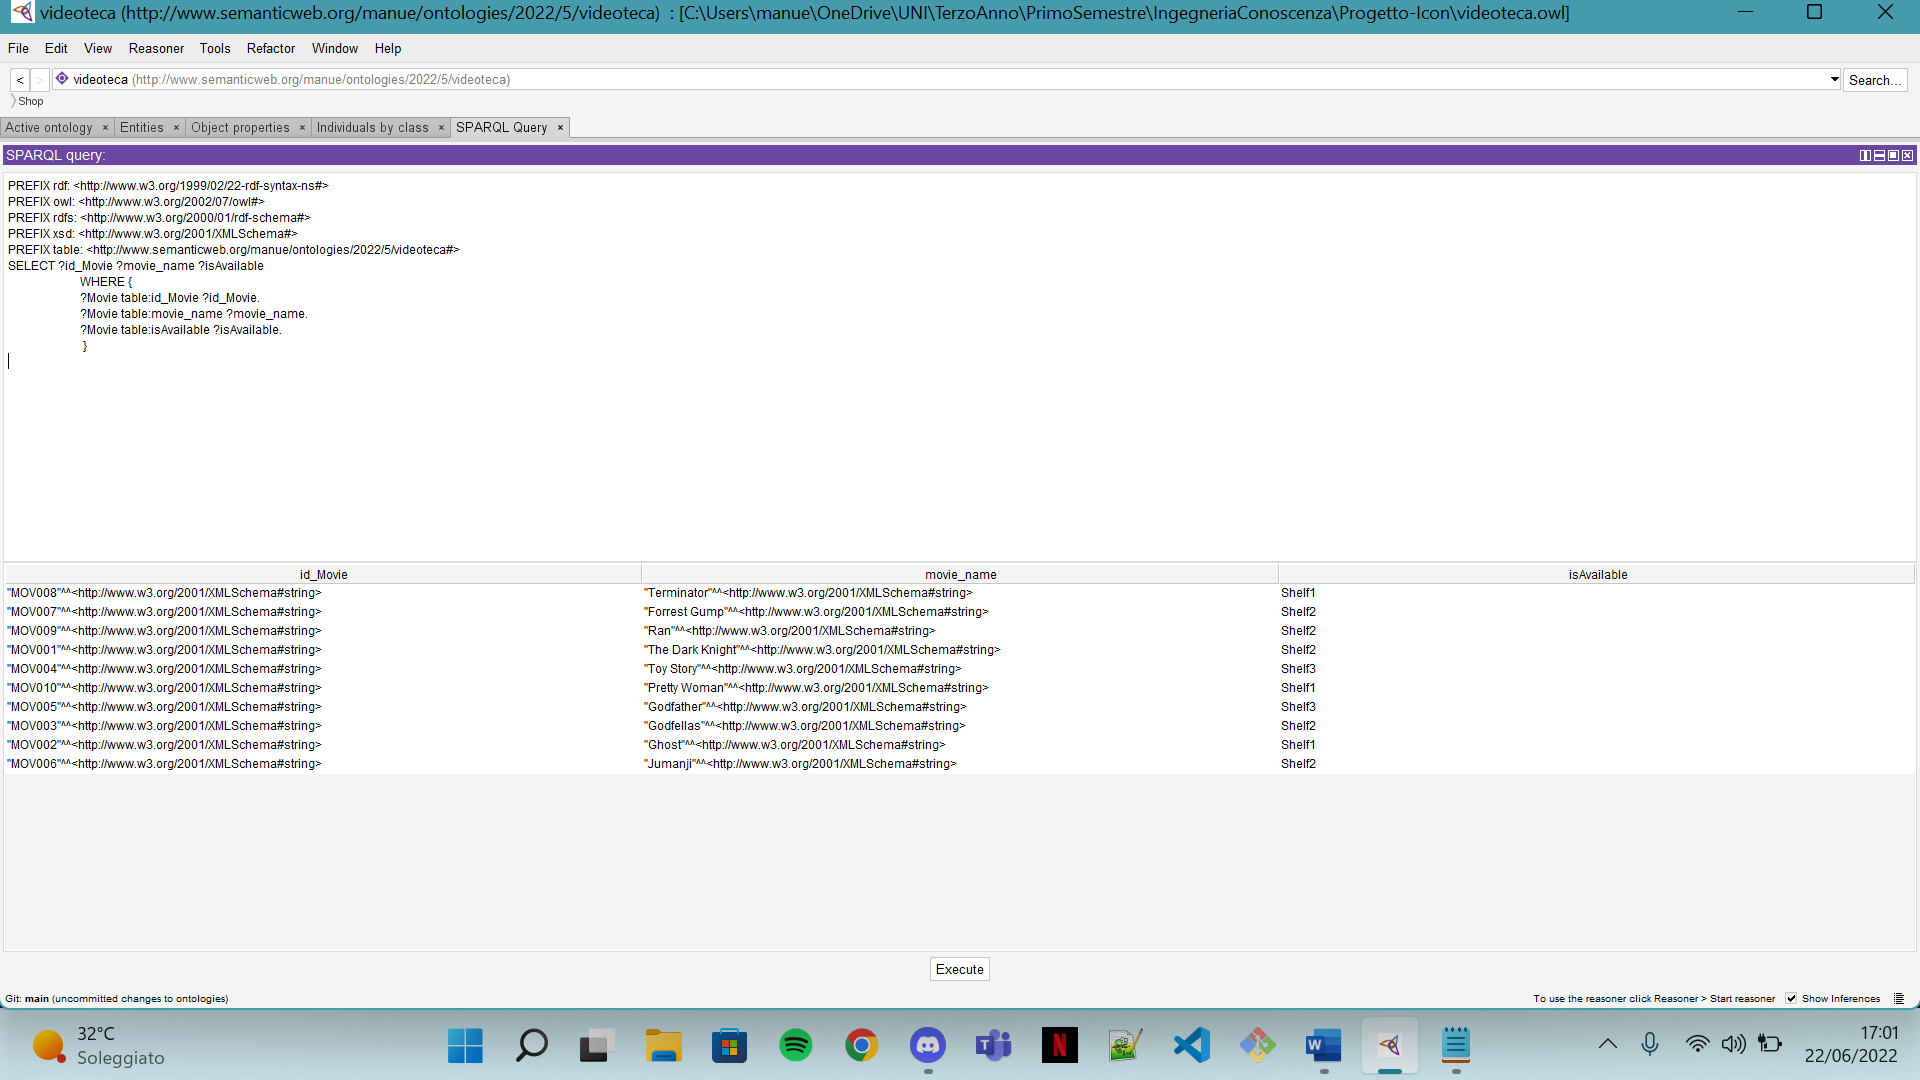 videoteca (http://www.semanticweb.org/manue/ontologies/2022/5/videoteca) : [C:\Users\manue\OneDrive\UNI\TerzoAnno\PrimoSemestre\IngegneriaConoscenza\Progetto-Icon\videoteca.owl]
File Edit View Reasoner Tools Refactor Window Help
< > videoteca (http://www.semanticweb.org/manue/ontologies/2022/5/videoteca) Search...
Shop
Active ontology × Entities × Object properties × Individuals by class × SPARQL Query ×
SPARQL query:
PREFIX rdf: <http://www.w3.org/1999/02/22-rdf-syntax-ns#>
PREFIX owl: <http://www.w3.org/2002/07/owl#>
PREFIX rdfs: <http://www.w3.org/2000/01/rdf-schema#>
PREFIX xsd: <http://www.w3.org/2001/XMLSchema#>
PREFIX table: <http://www.semanticweb.org/manue/ontologies/2022/5/videoteca#>
SELECT ?id_Movie ?movie_name ?isAvailable
WHERE {
?Movie table:id_Movie ?id_Movie.
?Movie table:movie_name ?movie_name.
?Movie table:isAvailable ?isAvailable.
}
id_Movie movie_name isAvailable
"MOV008"^^<http://www.w3.org/2001/XMLSchema#string> "Terminator"^^<http://www.w3.org/2001/XMLSchema#string> Shelf1
"MOV007"^^<http://www.w3.org/2001/XMLSchema#string> "Forrest Gump"^^<http://www.w3.org/2001/XMLSchema#string> Shelf2
"MOV009"^^<http://www.w3.org/2001/XMLSchema#string> "Ran"^^<http://www.w3.org/2001/XMLSchema#string> Shelf2
"MOV001"^^<http://www.w3.org/2001/XMLSchema#string> "The Dark Knight"^^<http://www.w3.org/2001/XMLSchema#string> Shelf2
"MOV004"^^<http://www.w3.org/2001/XMLSchema#string> "Toy Story"^^<http://www.w3.org/2001/XMLSchema#string> Shelf3
"MOV010"^^<http://www.w3.org/2001/XMLSchema#string> "Pretty Woman"^^<http://www.w3.org/2001/XMLSchema#string> Shelf1
"MOV005"^^<http://www.w3.org/2001/XMLSchema#string> "Godfather"^^<http://www.w3.org/2001/XMLSchema#string> Shelf3
"MOV003"^^<http://www.w3.org/2001/XMLSchema#string> "Godfellas"^^<http://www.w3.org/2001/XMLSchema#string> Shelf2
"MOV002"^^<http://www.w3.org/2001/XMLSchema#string> "Ghost"^^<http://www.w3.org/2001/XMLSchema#string> Shelf1
"MOV006"^^<http://www.w3.org/2001/XMLSchema#string> "Jumanji"^^<http://www.w3.org/2001/XMLSchema#string> Shelf2
Execute
Git: main (uncommitted changes to ontologies) To use the reasoner click Reasoner > Start reasoner Show Inferences
32°C
Soleggiato
17:01
22/06/2022